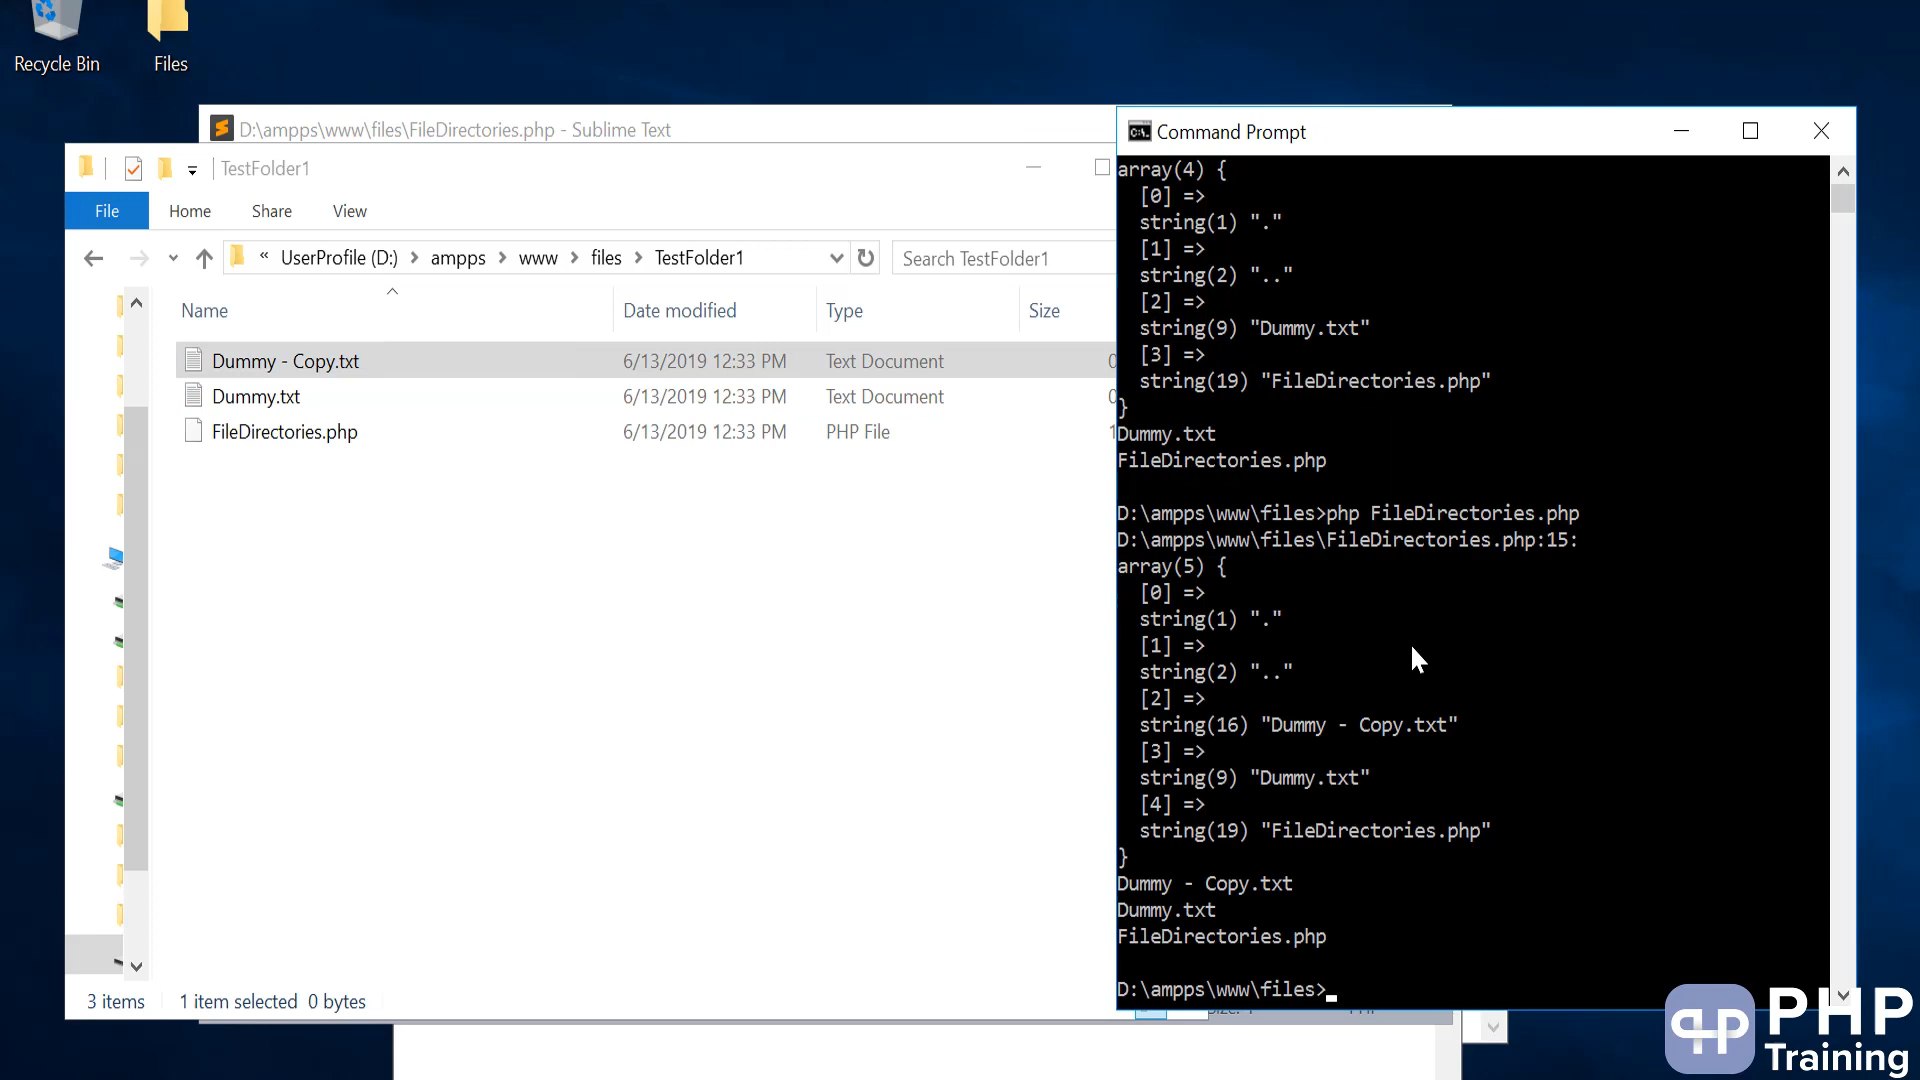 Recycle Bin
Files
D:\ampps\www\files\FileDirectories.php - Sublime Text
TestFolder1
File
Home
Share
View
« UserProfile (D:) > ampps > www > files > TestFolder1
Search TestFolder1
Name
Date modified
Type
Size
Dummy - Copy.txt 6/13/2019 12:33 PM Text Document 0
Dummy.txt 6/13/2019 12:33 PM Text Document 0
FileDirectories.php 6/13/2019 12:33 PM PHP File 1
3 items 1 item selected 0 bytes
Command Prompt
array(4) {
[0] =>
string(1) "."
[1] =>
string(2) ".."
[2] =>
string(9) "Dummy.txt"
[3] =>
string(19) "FileDirectories.php"
}
Dummy.txt
FileDirectories.php
D:\ampps\www\files>php FileDirectories.php
D:\ampps\www\files\FileDirectories.php:15:
array(5) {
[0] =>
string(1) "."
[1] =>
string(2) ".."
[2] =>
string(16) "Dummy - Copy.txt"
[3] =>
string(9) "Dummy.txt"
[4] =>
string(19) "FileDirectories.php"
}
Dummy - Copy.txt
Dummy.txt
FileDirectories.php
D:\ampps\www\files>
PHP
Training